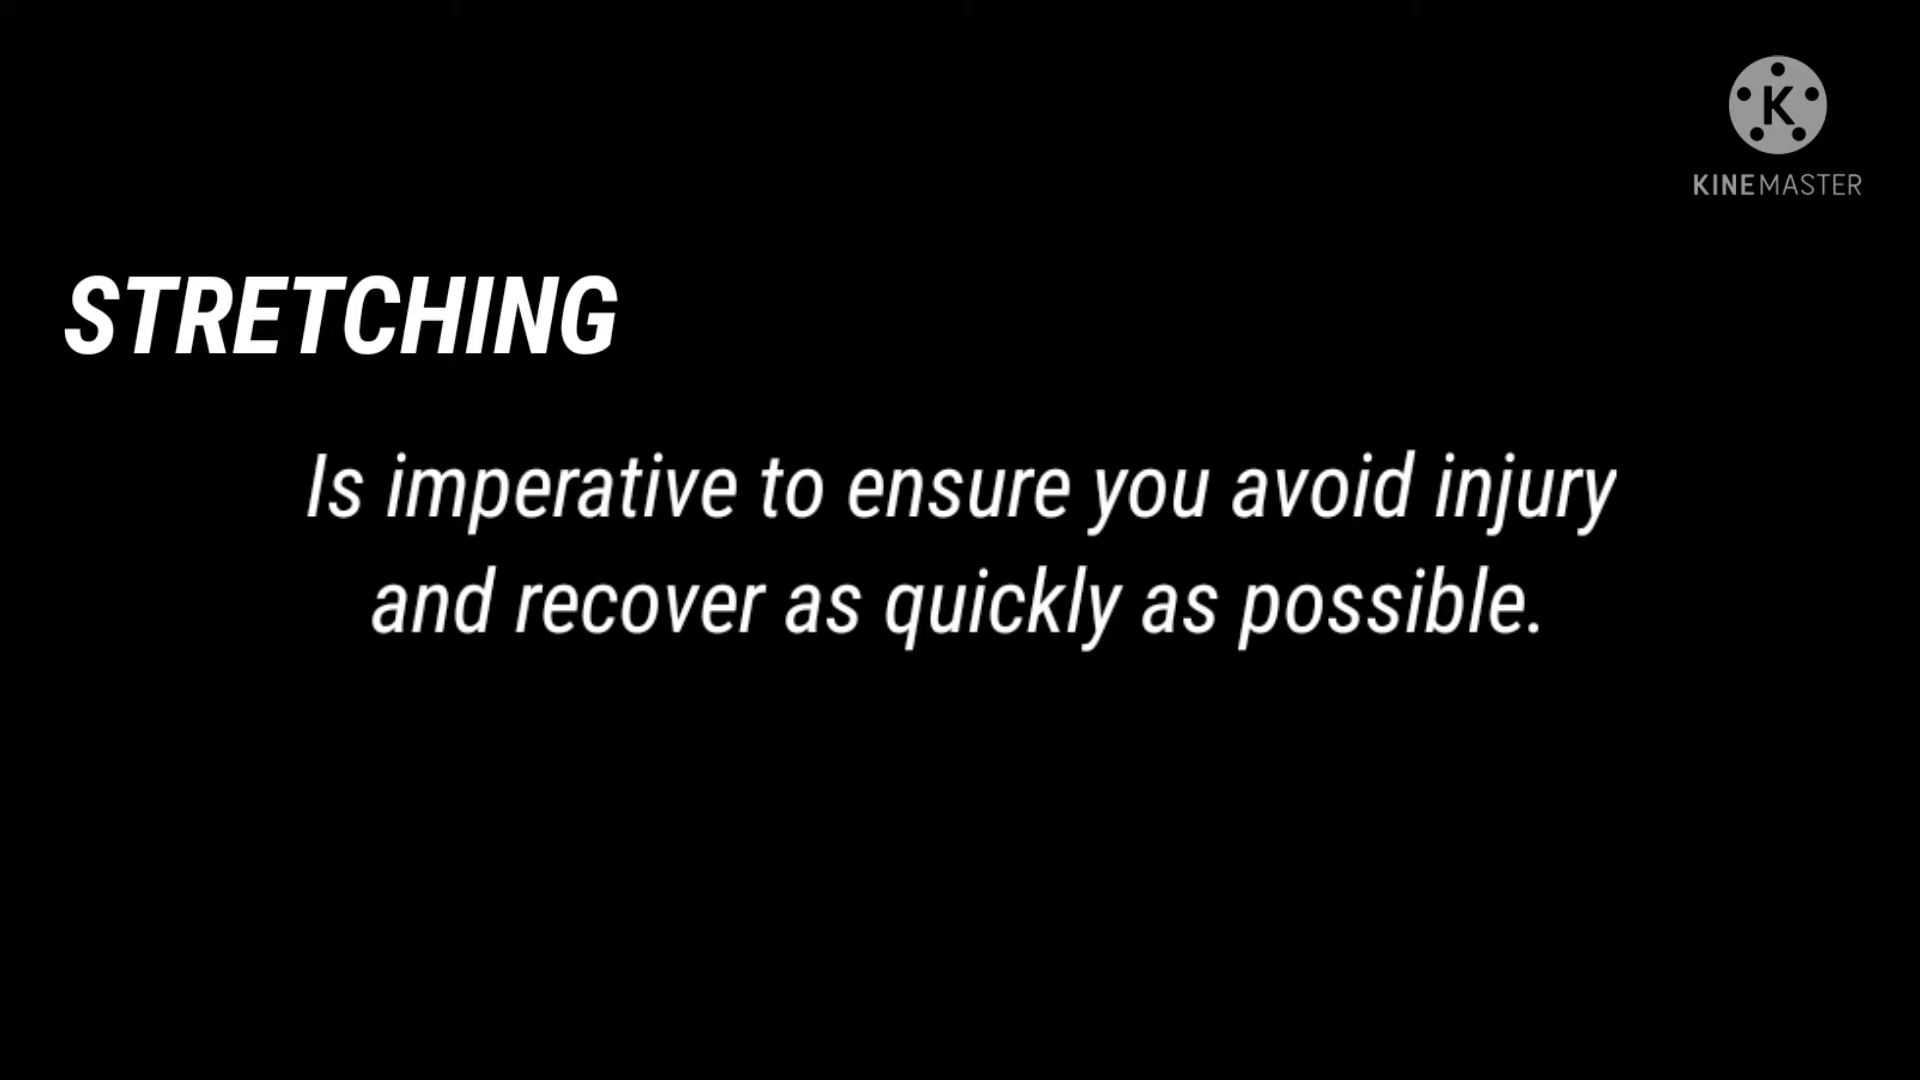 K
KINEMASTER
STRETCHING
Is imperative to ensure you avoid injury
and recover as quickly as possible.